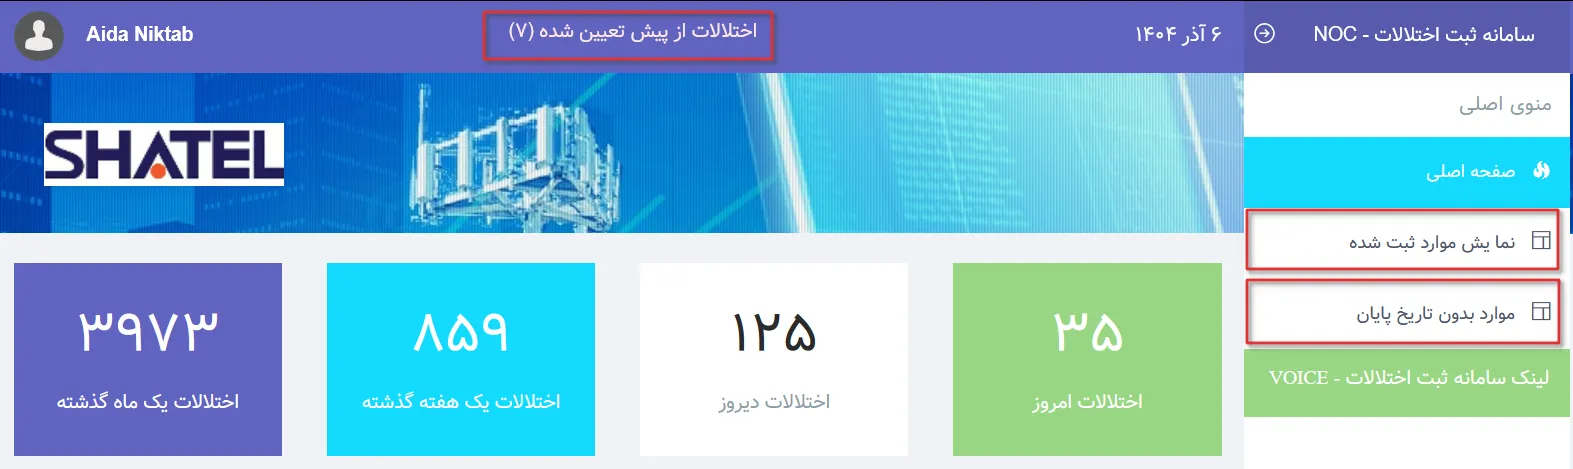 سامانه ثبت اختلالات - NOC
۶ آذر ۱۴۰۴
اختلالات از پیش تعیین شده (۷)
Aida Niktab
منوی اصلی
صفحه اصلی
نما یش موارد ثبت شده
موارد بدون تاریخ پایان
لینک سامانه ثبت اختلالات - VOICE
SHATEL
۳۵
اختلالات امروز
۱۲۵
اختلالات دیروز
۸۵۹
اختلالات یک هفته گذشته
۳۹۷۳
اختلالات یک ماه گذشته